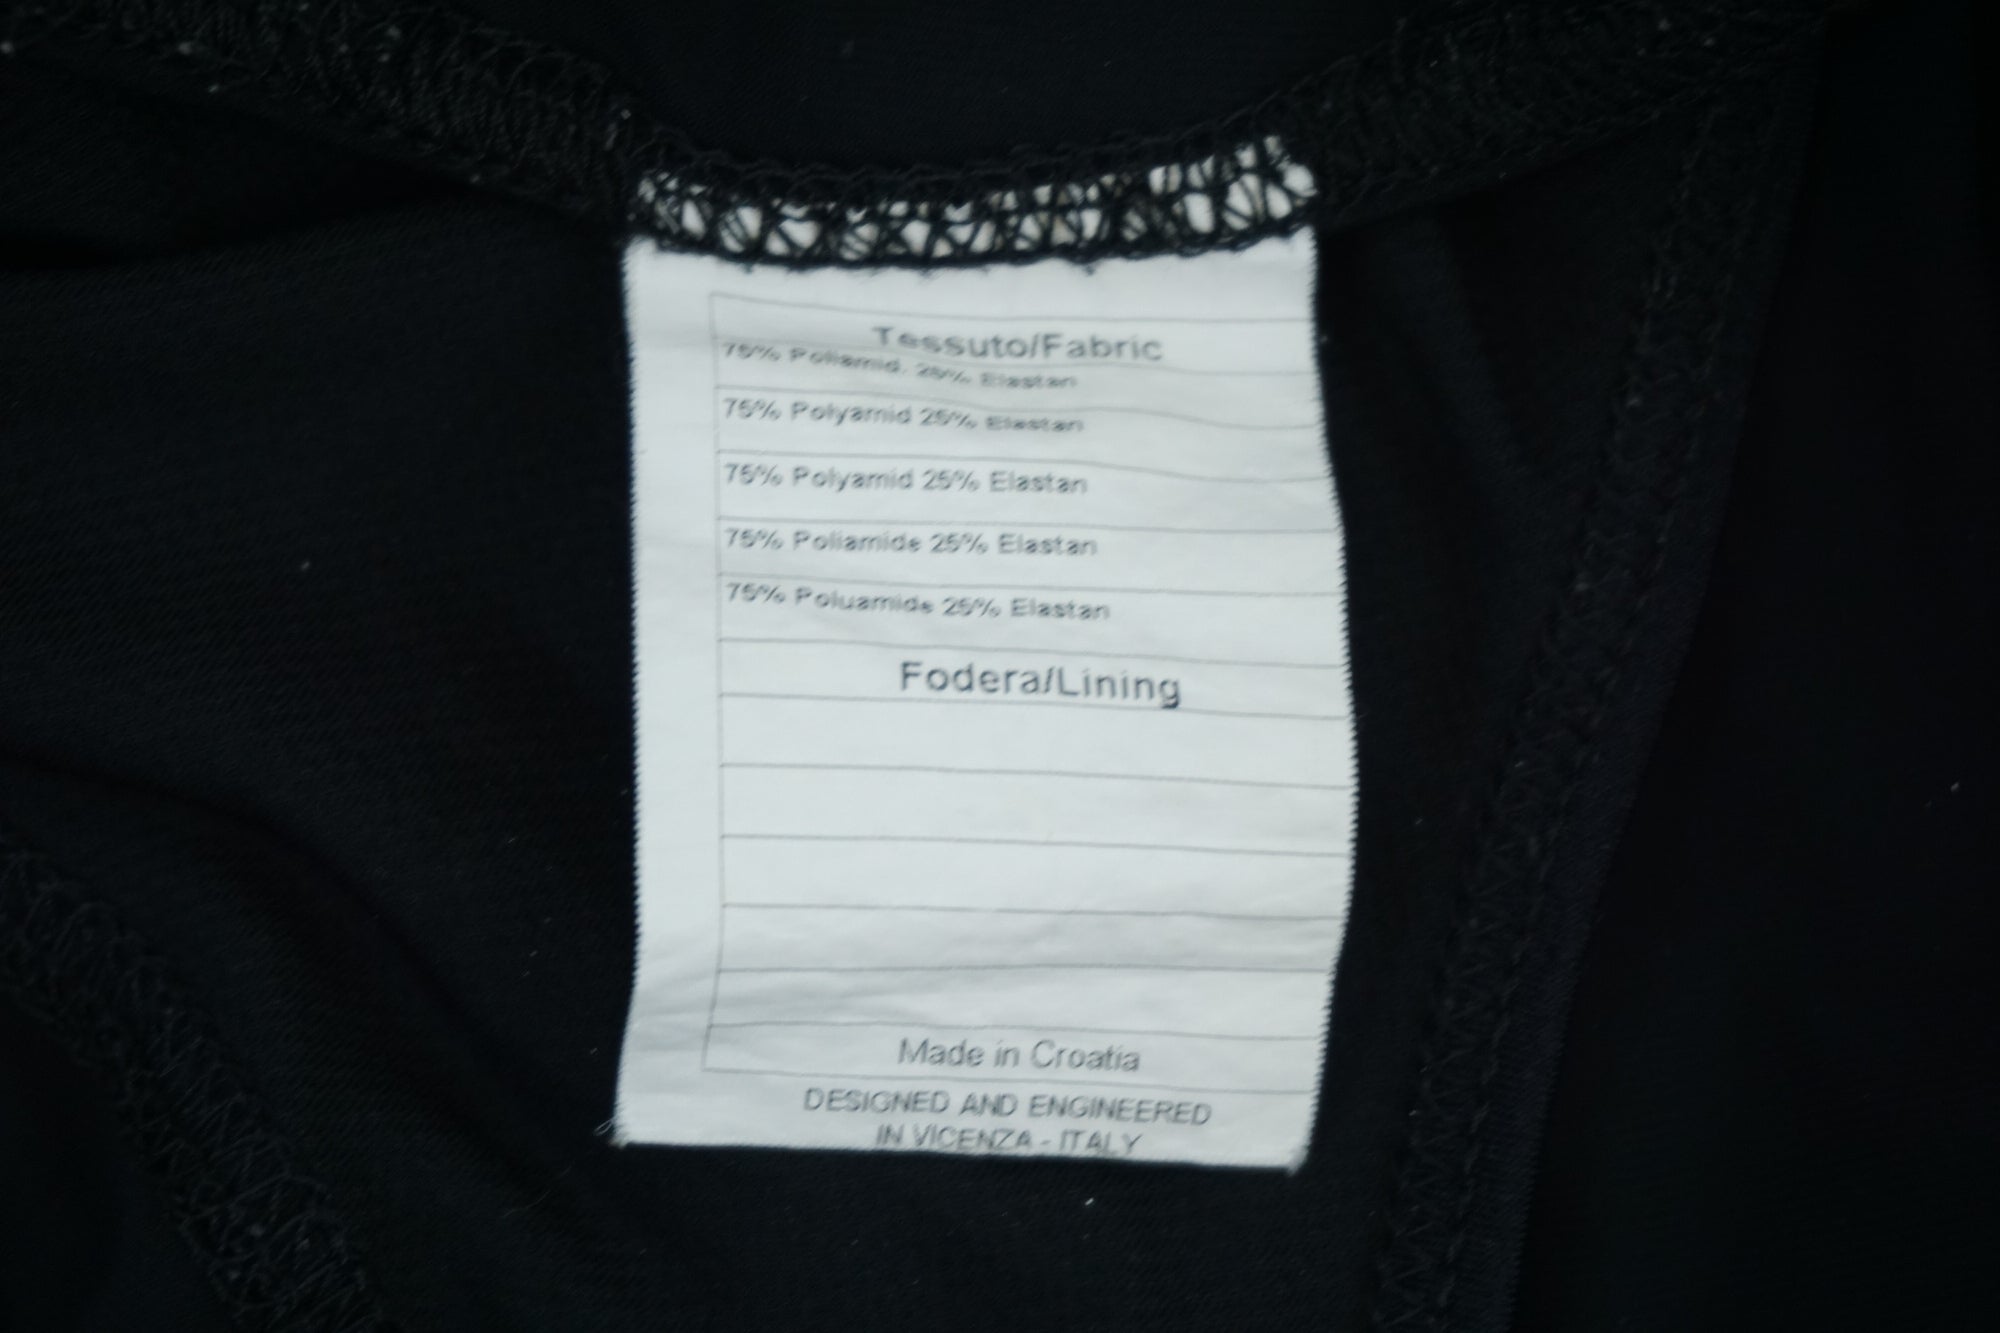 Tessuto/Fabric
75% Poliamid. 25% Elastan
75% Polyamid 25% Elastan
75% Polyamid 25% Elastan
75% Poliamide 25% Elastan
75% Poluamide 25% Elastan
Fodera/Lining
Made in Croatia
DESIGNED AND ENGINEERED
IN VICENZA - ITALY